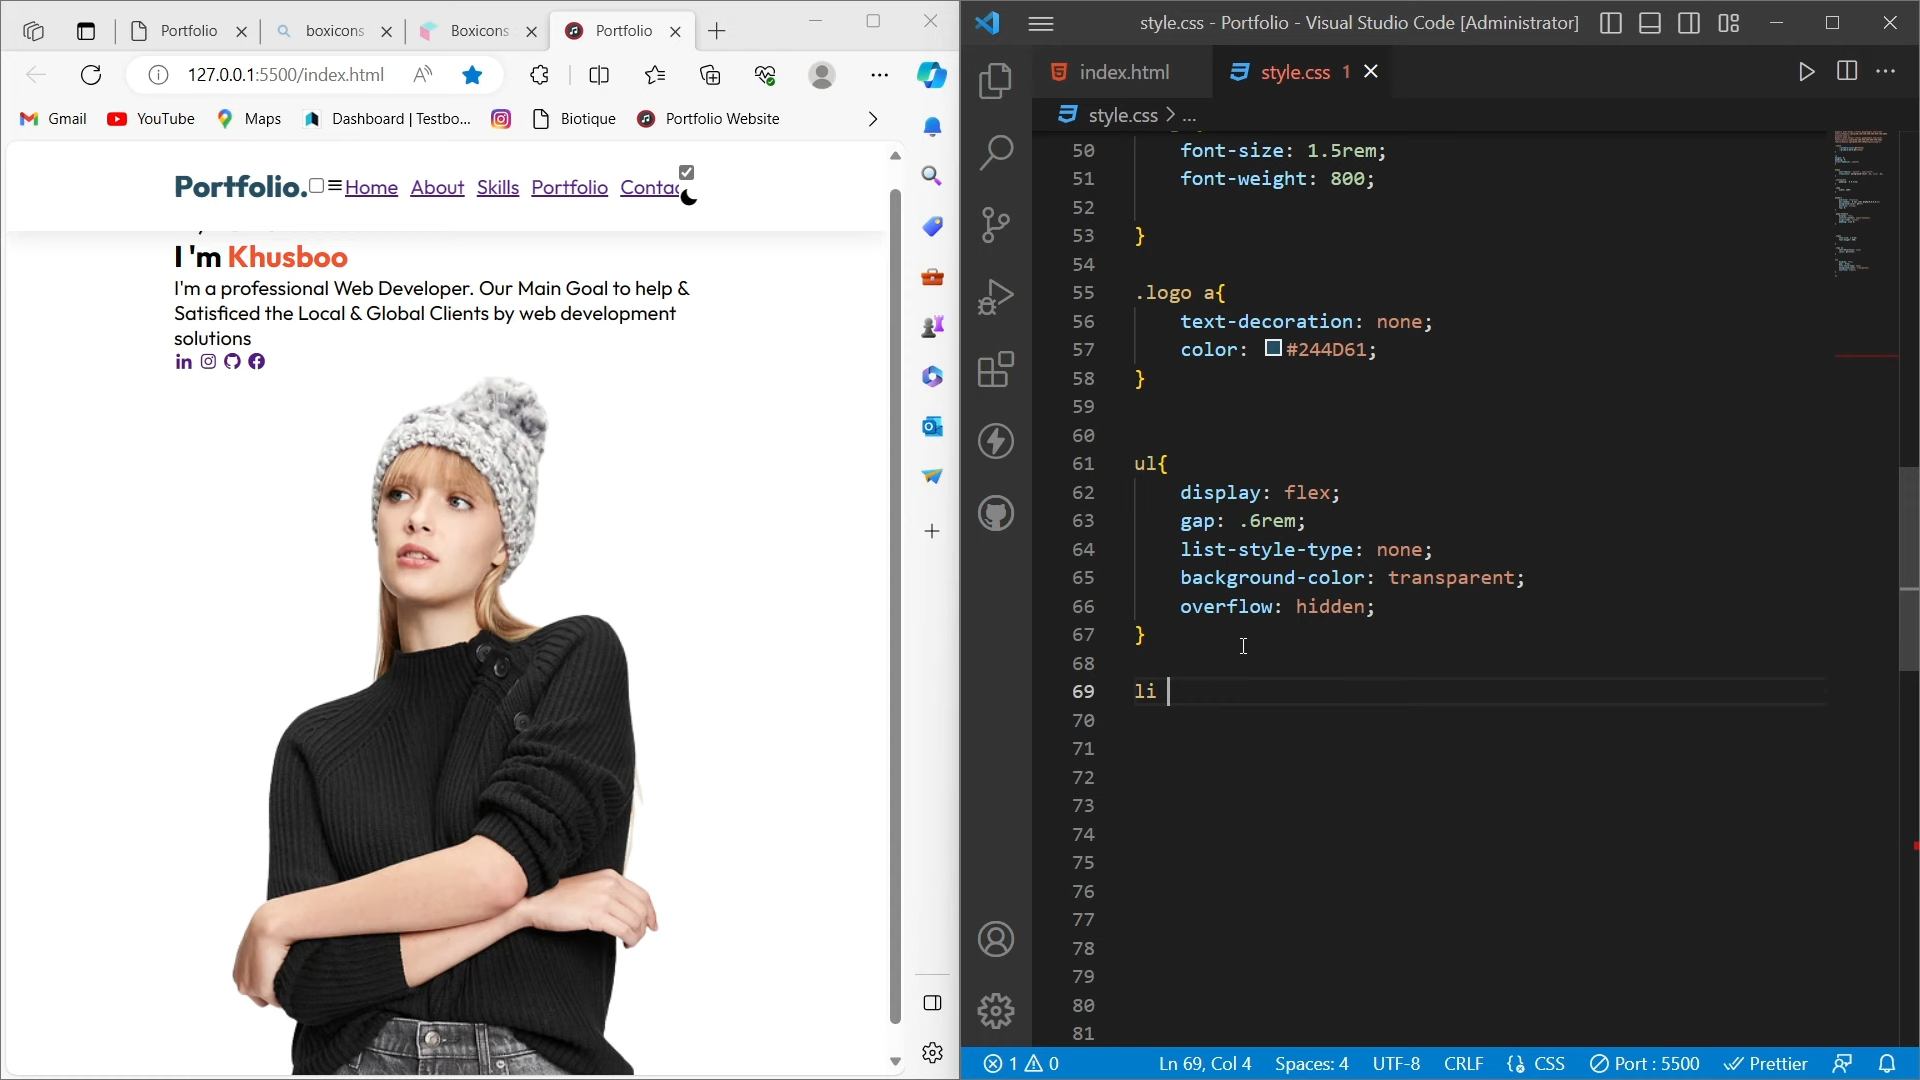 Portfolio
boxicons
Boxicons
Portfolio
127.0.0.1:5500/index.html
Gmail
YouTube
Maps
Dashboard | Testbo...
Biotique
Portfolio Website
Portfolio.
Home
About
Skills
Portfolio
Contac
I 'm Khusboo
I'm a professional Web Developer. Our Main Goal to help &
Satisficed the Local & Global Clients by web development
solutions
style.css - Portfolio - Visual Studio Code [Administrator]
index.html
style.css 1
style.css > ...
50 font-size: 1.5rem;
51 font-weight: 800;
52
53 }
54
55 .logo a{
56 text-decoration: none;
57 color: #244D61;
58 }
59
60
61 ul{
62 display: flex;
63 gap: .6rem;
64 list-style-type: none;
65 background-color: transparent;
66 overflow: hidden;
67 }
68
69 li
70
71
72
73
74
75
76
77
78
79
80
81
1 0
Ln 69, Col 4
Spaces: 4
UTF-8
CRLF
CSS
Port : 5500
Prettier